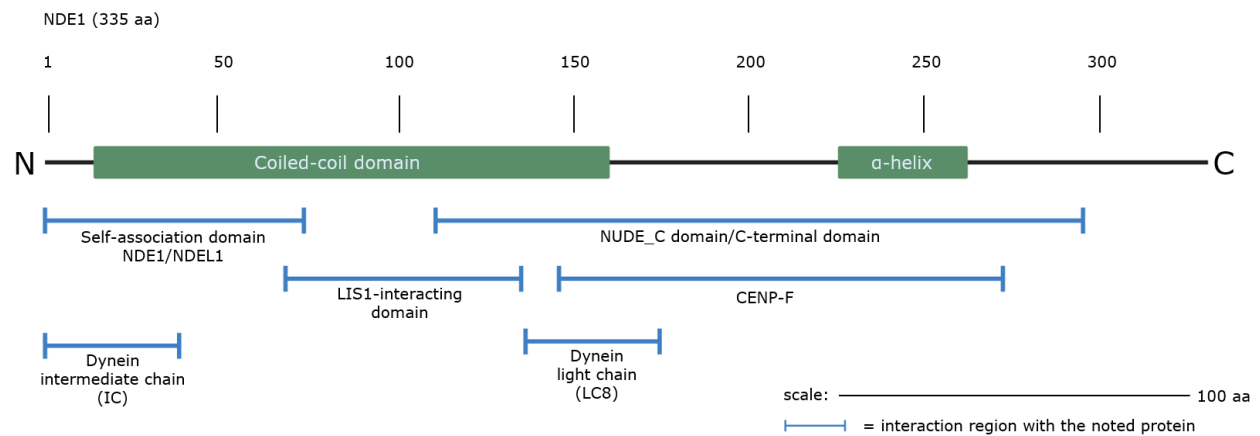 NDE1 (335 aa)
1 50 100 150 200 250 300
N Coiled-coil domain α-helix C
Self-association domain
NDE1/NDEL1
NUDE_C domain/C-terminal domain
LIS1-interacting
domain
CENP-F
Dynein
intermediate chain
(IC)
Dynein
light chain
(LC8)
scale: 100 aa
= interaction region with the noted protein